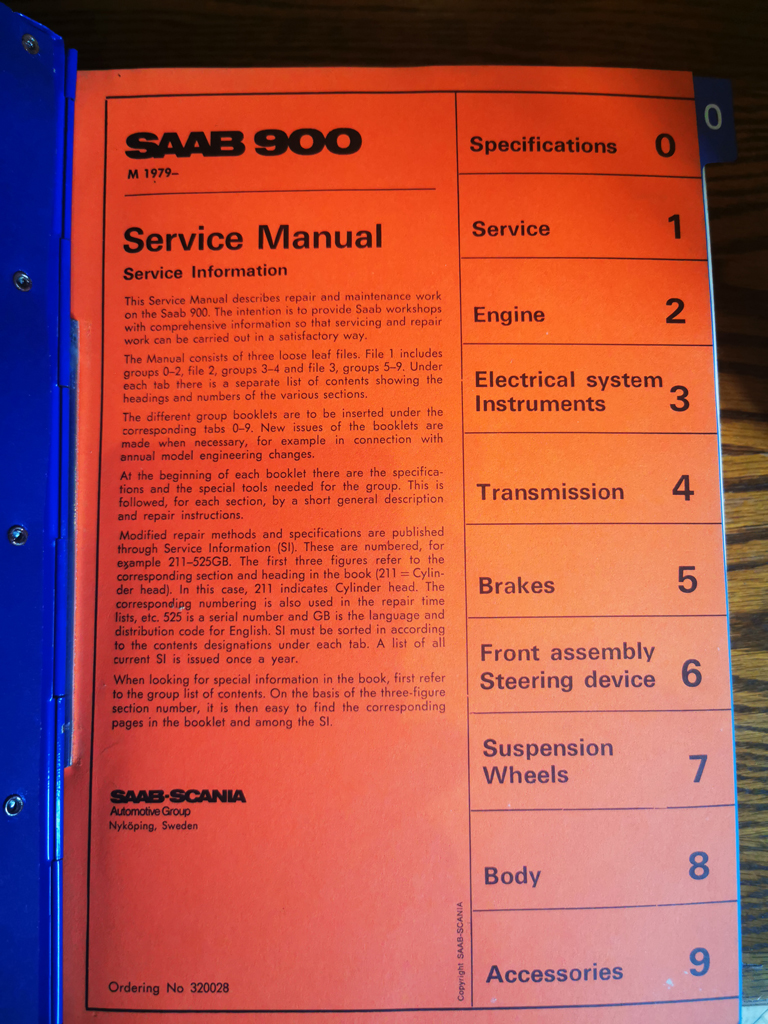 SAAB 900
M 1979–
Service Manual
Service Information
This Service Manual describes repair and maintenance work
on the Saab 900. The intention is to provide Saab workshops
with comprehensive information so that servicing and repair
work can be carried out in a satisfactory way.
The Manual consists of three loose leaf files. File 1 includes
groups 0–2, file 2, groups 3–4 and file 3, groups 5–9. Under
each tab there is a separate list of contents showing the
headings and numbers of the various sections.
The different group booklets are to be inserted under the
corresponding tabs 0–9. New issues of the booklets are
made when necessary, for example in connection with
annual model engineering changes.
At the beginning of each booklet there are the specifica-
tions and the special tools needed for the group. This is
followed, for each section, by a short general description
and repair instructions.
Modified repair methods and specifications are published
through Service Information (SI). These are numbered, for
example 211–525GB. The first three figures refer to the
corresponding section and heading in the book (211 = Cylin-
der head). In this case, 211 indicates Cylinder head. The
corresponding numbering is also used in the repair time
lists, etc. 525 is a serial number and GB is the language and
distribution code for English. SI must be sorted in according
to the contents designations under each tab. A list of all
current SI is issued once a year.
When looking for special information in the book, first refer
to the group list of contents. On the basis of the three-figure
section number, it is then easy to find the corresponding
pages in the booklet and among the SI.
SAAB-SCANIA
Automotive Group
Nyköping, Sweden
Ordering No 320028
Copyright SAAB-SCANIA
Specifications 0
Service 1
Engine 2
Electrical system
Instruments 3
Transmission 4
Brakes 5
Front assembly
Steering device 6
Suspension
Wheels 7
Body 8
Accessories 9
0